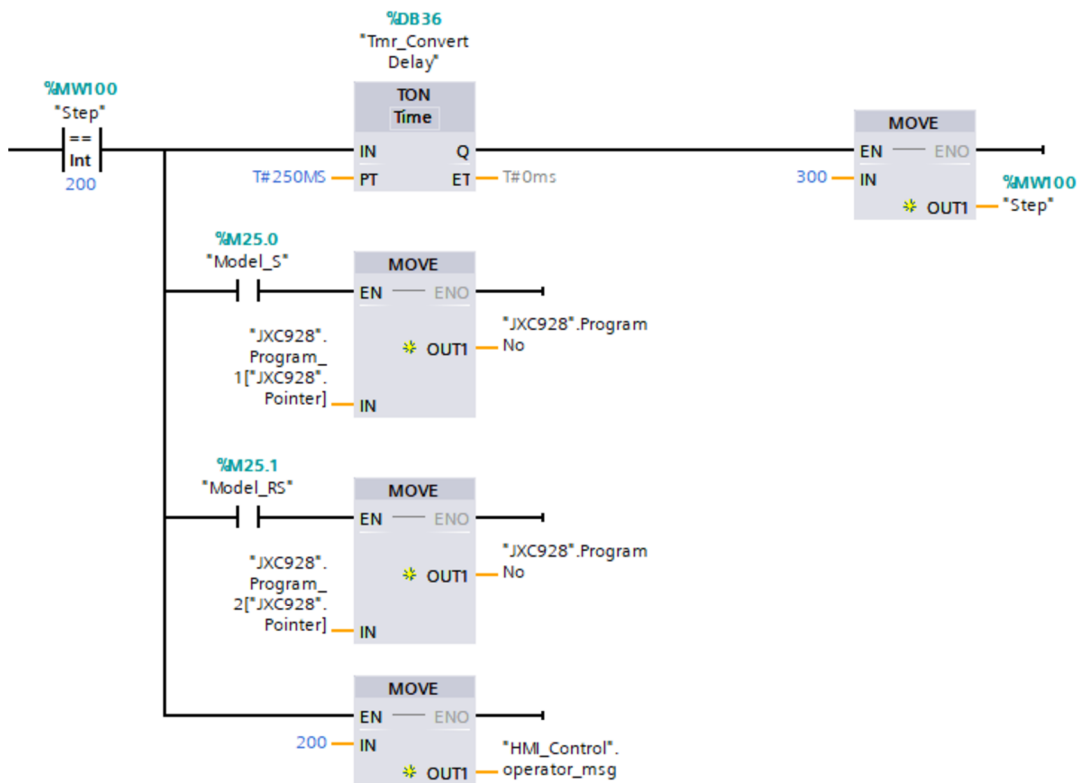 %DB36
"Tmr_Convert
Delay"
%MW100
"Step"
==
Int
200
TON
Time
IN
Q
T#250MS
PT
ET
T#0ms
MOVE
EN
ENO
300
IN
OUT1
%MW100
"Step"
%M25.0
"Model_S"
MOVE
EN
ENO
"JXC928".
Program_
1["JXC928".
Pointer]
IN
OUT1
"JXC928".Program
No
%M25.1
"Model_RS"
MOVE
EN
ENO
"JXC928".
Program_
2["JXC928".
Pointer]
IN
OUT1
"JXC928".Program
No
MOVE
EN
ENO
200
IN
OUT1
"HMI_Control".
operator_msg